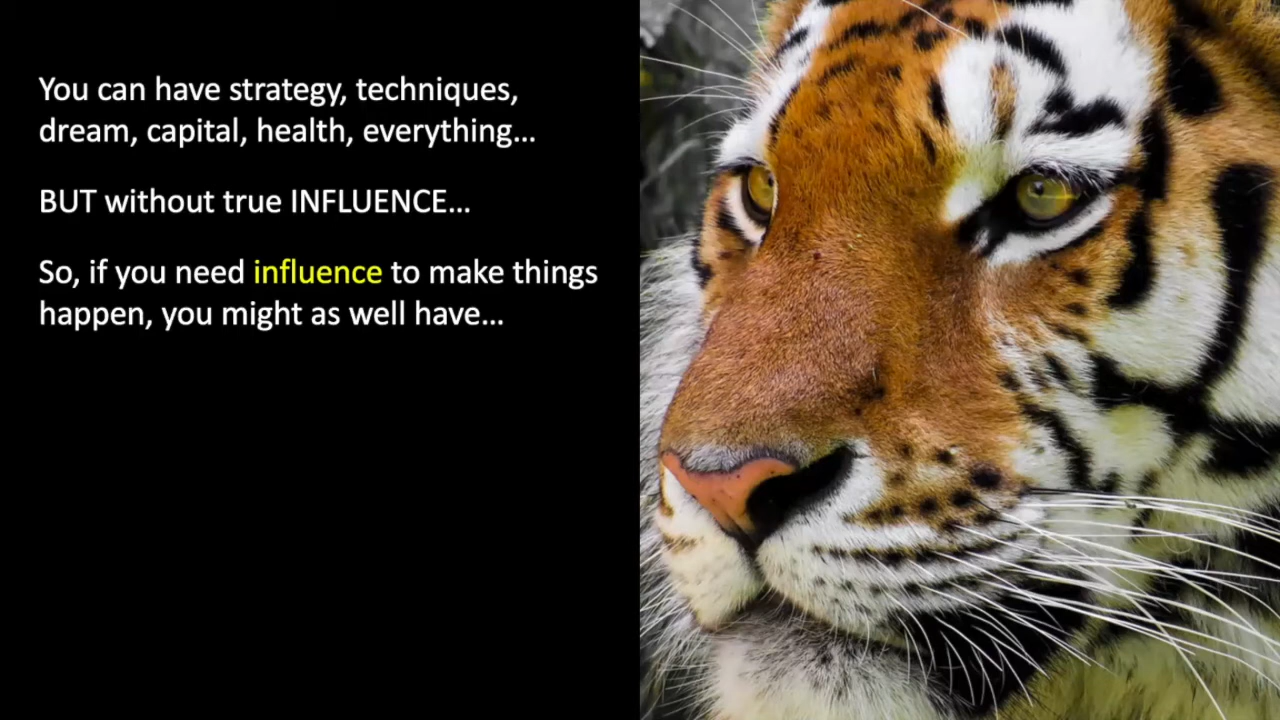 You can have strategy, techniques,
dream, capital, health, everything...
BUT without true INFLUENCE...
So, if you need influence to make things
happen, you might as well have...